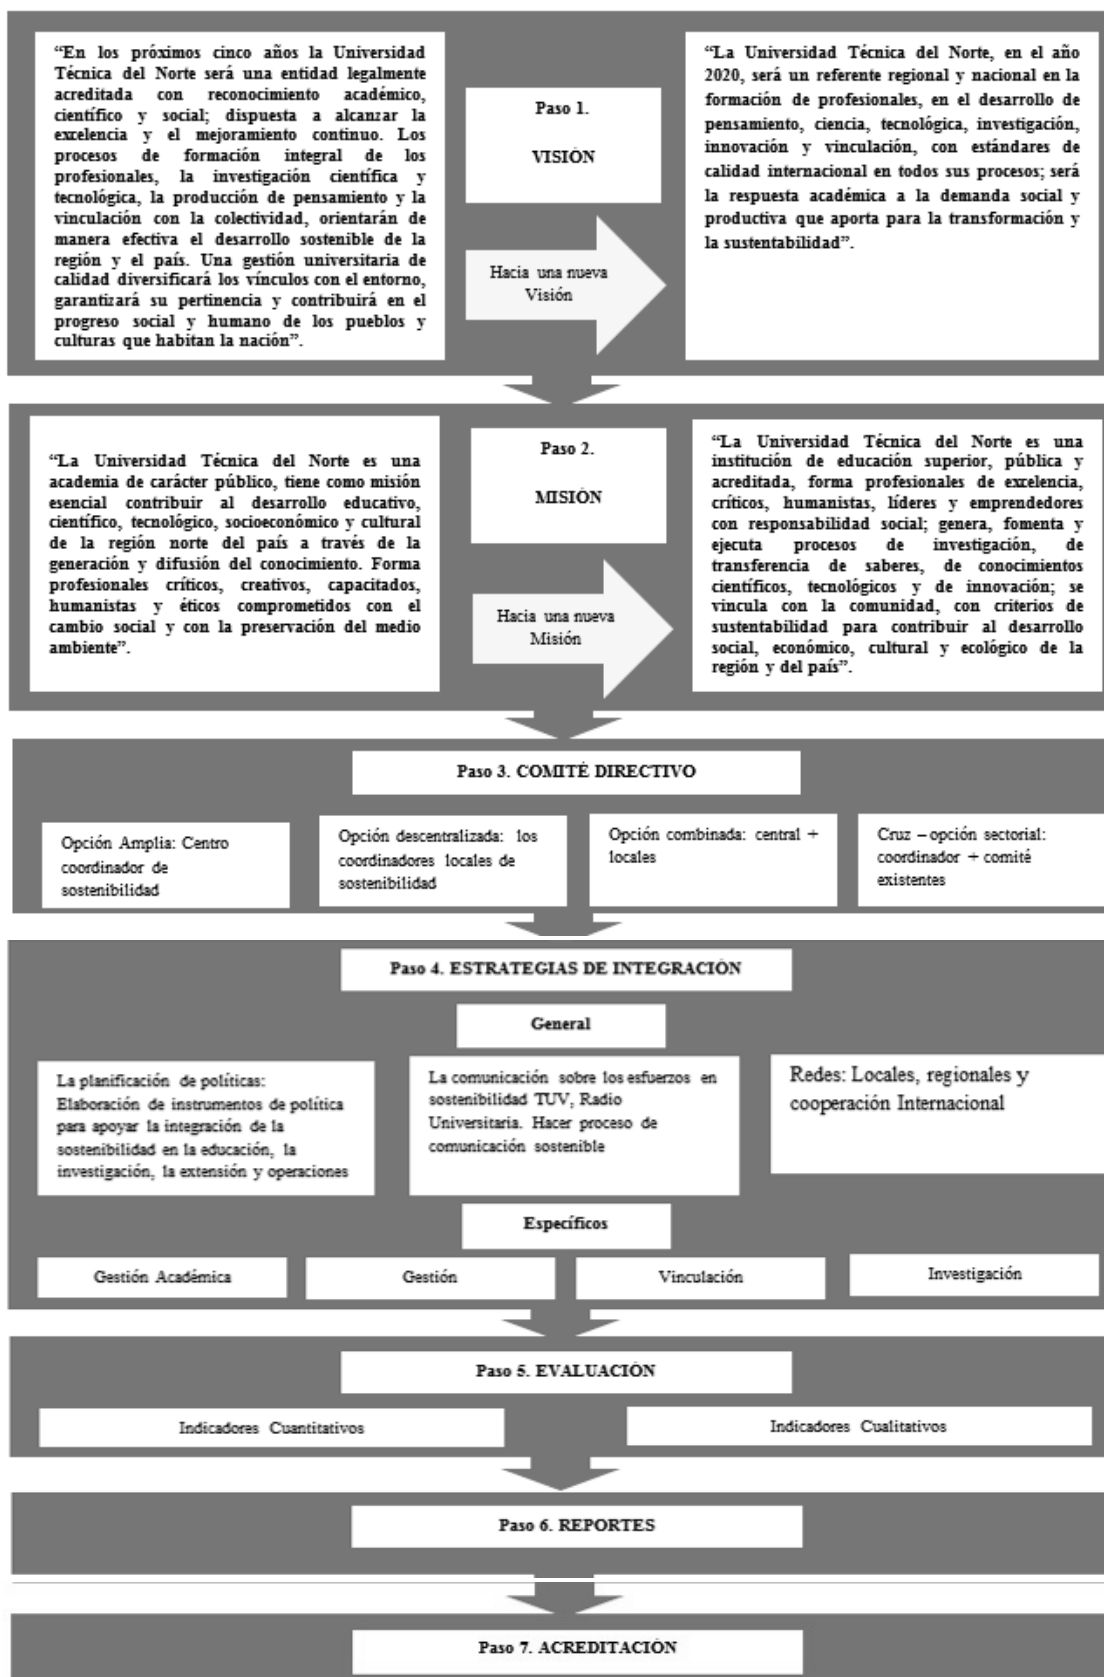 “En los próximos cinco años la Universidad
Técnica del Norte será una entidad legalmente
acreditada con reconocimiento académico,
científico y social; dispuesta a alcanzar la
excelencia y el mejoramiento continuo. Los
procesos de formación integral de los
profesionales, la investigación científica y
tecnológica, la producción de pensamiento y la
vinculación con la colectividad, orientarán de
manera efectiva el desarrollo sostenible de la
región y el país. Una gestión universitaria de
calidad diversificará los vínculos con el entorno,
garantizará su pertinencia y contribuirá en el
progreso social y humano de los pueblos y
culturas que habitan la nación”.
Paso 1.
VISIÓN
Hacia una nueva
Visión
“La Universidad Técnica del Norte, en el año
2020, será un referente regional y nacional en la
formación de profesionales, en el desarrollo de
pensamiento, ciencia, tecnológica, investigación,
innovación y vinculación, con estándares de
calidad internacional en todos sus procesos; será
la respuesta académica a la demanda social y
productiva que aporta para la transformación y
la sustentabilidad”.
“La Universidad Técnica del Norte es una
academia de carácter público, tiene como misión
esencial contribuir al desarrollo educativo,
científico, tecnológico, socioeconómico y cultural
de la región norte del país a través de la
generación y difusión del conocimiento. Forma
profesionales críticos, creativos, capacitados,
humanistas y éticos comprometidos con el
cambio social y con la preservación del medio
ambiente”.
Paso 2.
MISIÓN
Hacia una nueva
Misión
“La Universidad Técnica del Norte es una
institución de educación superior, pública y
acreditada, forma profesionales de excelencia,
críticos, humanistas, líderes y emprendedores
con responsabilidad social; genera, fomenta y
ejecuta procesos de investigación, de
transferencia de saberes, de conocimientos
científicos, tecnológicos y de innovación; se
vincula con la comunidad, con criterios de
sustentabilidad para contribuir al desarrollo
social, económico, cultural y ecológico de la
región y del país”.
Paso 3. COMITÉ DIRECTIVO
Opción Amplia: Centro
coordinador de
sostenibilidad
Opción descentralizada: los
coordinadores locales de
sostenibilidad
Opción combinada: central +
locales
Cruz – opción sectorial:
coordinador + comité
existentes
Paso 4. ESTRATEGIAS DE INTEGRACIÓN
General
La planificación de políticas:
Elaboración de instrumentos de política
para apoyar la integración de la
sostenibilidad en la educación, la
investigación, la extensión y operaciones
La comunicación sobre los esfuerzos en
sostenibilidad TUV, Radio
Universitaria. Hacer proceso de
comunicación sostenible
Redes: Locales, regionales y
cooperación Internacional
Específicos
Gestión Académica
Gestión
Vinculación
Investigación
Paso 5. EVALUACIÓN
Indicadores Cuantitativos
Indicadores Cualitativos
Paso 6. REPORTES
Paso 7. ACREDITACIÓN